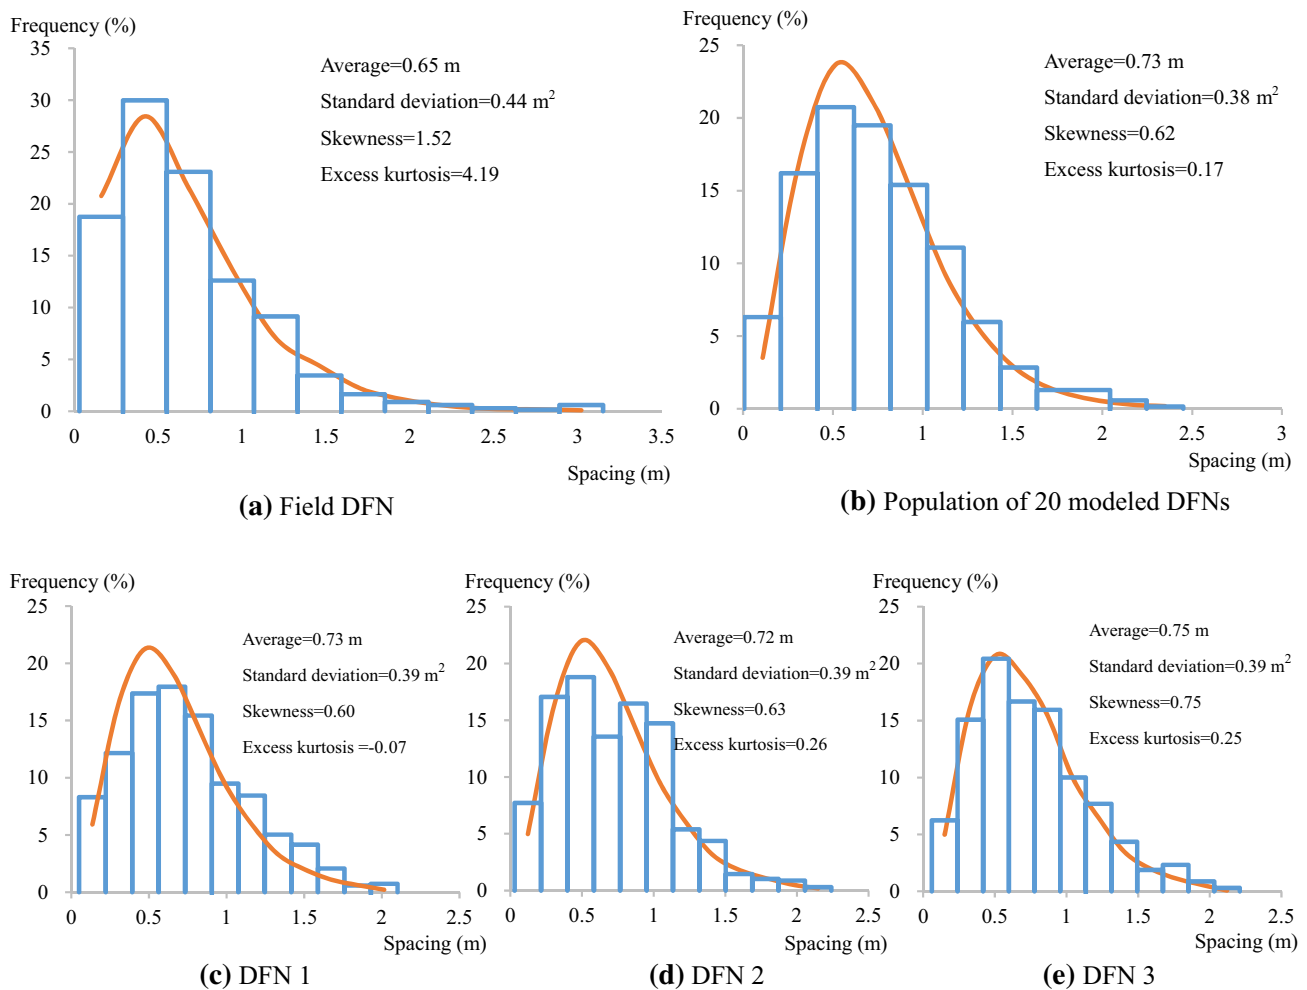 Frequency (%)
35
30
25
20
15
10
5
0
0 0.5 1 1.5 2 2.5 3 3.5
Spacing (m)
Average=0.65 m
Standard deviation=0.44 m²
Skewness=1.52
Excess kurtosis=4.19
(a) Field DFN
Frequency (%)
25
20
15
10
5
0
0 0.5 1 1.5 2 2.5 3
Spacing (m)
Average=0.73 m
Standard deviation=0.38 m²
Skewness=0.62
Excess kurtosis=0.17
(b) Population of 20 modeled DFNs
Frequency (%)
25
20
15
10
5
0
0 0.5 1 1.5 2 2.5
Spacing (m)
Average=0.73 m
Standard deviation=0.39 m²
Skewness=0.60
Excess kurtosis =-0.07
(c) DFN 1
Frequency (%)
25
20
15
10
5
0
0 0.5 1 1.5 2 2.5
Spacing (m)
Average=0.72 m
Standard deviation=0.39 m²
Skewness=0.63
Excess kurtosis=0.26
(d) DFN 2
Frequency (%)
25
20
15
10
5
0
0 0.5 1 1.5 2 2.5
Spacing (m)
Average=0.75 m
Standard deviation=0.39 m²
Skewness=0.75
Excess kurtosis=0.25
(e) DFN 3